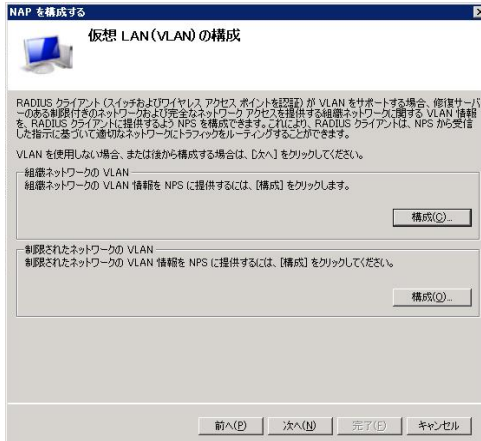 NAP を構成する
仮想 LAN(VLAN) の構成
RADIUS クライアント (スイッチおよびワイヤレス アクセス ポイントを認証) が VLAN をサポートする場合、修復サーバ
ーのある制限付きのネットワークおよび完全なネットワーク アクセスを提供する組織ネットワークに関する VLAN 情報
を、RADIUS クライアントに提供するよう NPS を構成できます。これにより、RADIUS クライアントは、NPS から受信
した指示に基づいて適切なネットワークにトラフィックをルーティングすることができます。
VLAN を使用しない場合、または後から構成する場合は、[次へ] をクリックしてください。
組織ネットワークの VLAN
組織ネットワークの VLAN 情報を NPS に提供するには、[構成] をクリックします。
構成(C)...
制限されたネットワークの VLAN
制限されたネットワークの VLAN 情報を NPS に提供するには、[構成] をクリックしてください。
構成(O)...
前へ(P) 次へ(N) 完了(F) キャンセル